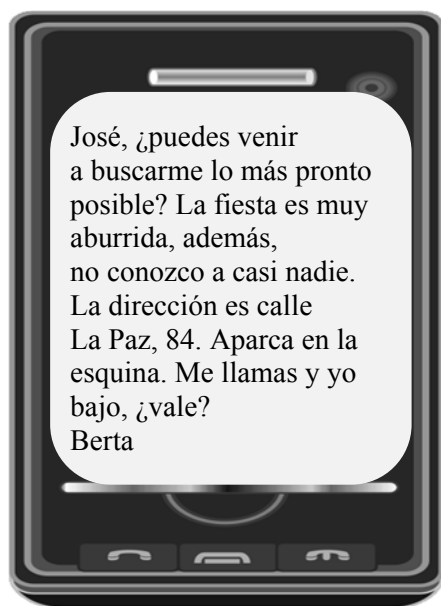 José, ¿puedes venir
a buscarme lo más pronto
posible? La fiesta es muy
aburrida, además,
no conozco a casi nadie.
La dirección es calle
La Paz, 84. Aparca en la
esquina. Me llamas y yo
bajo, ¿vale?
Berta